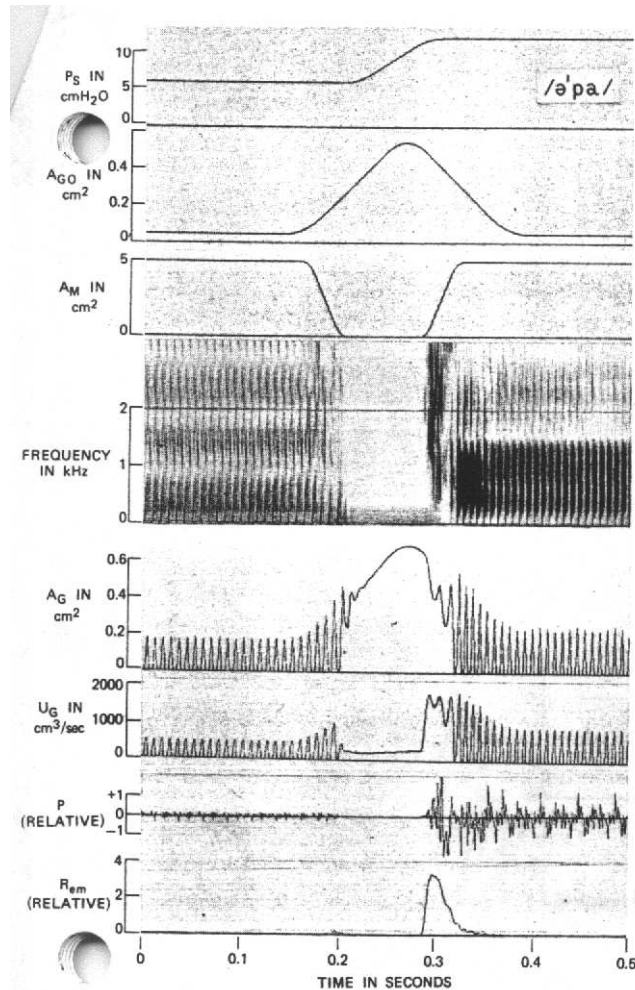 10
P_S IN
cmH2O
5
0
/əˈpa/
0.4
A_GO IN
cm2
0.2
0
5
A_M IN
cm2
0
2
FREQUENCY
IN kHz
1
0
0.6
A_G IN
cm2
0.4
0.2
0
2000
U_G IN
cm3/sec
1000
0
P
(RELATIVE)
+1
0
-1
4
R_em
(RELATIVE)
2
0
0 0.1 0.2 0.3 0.4 0.5
TIME IN SECONDS